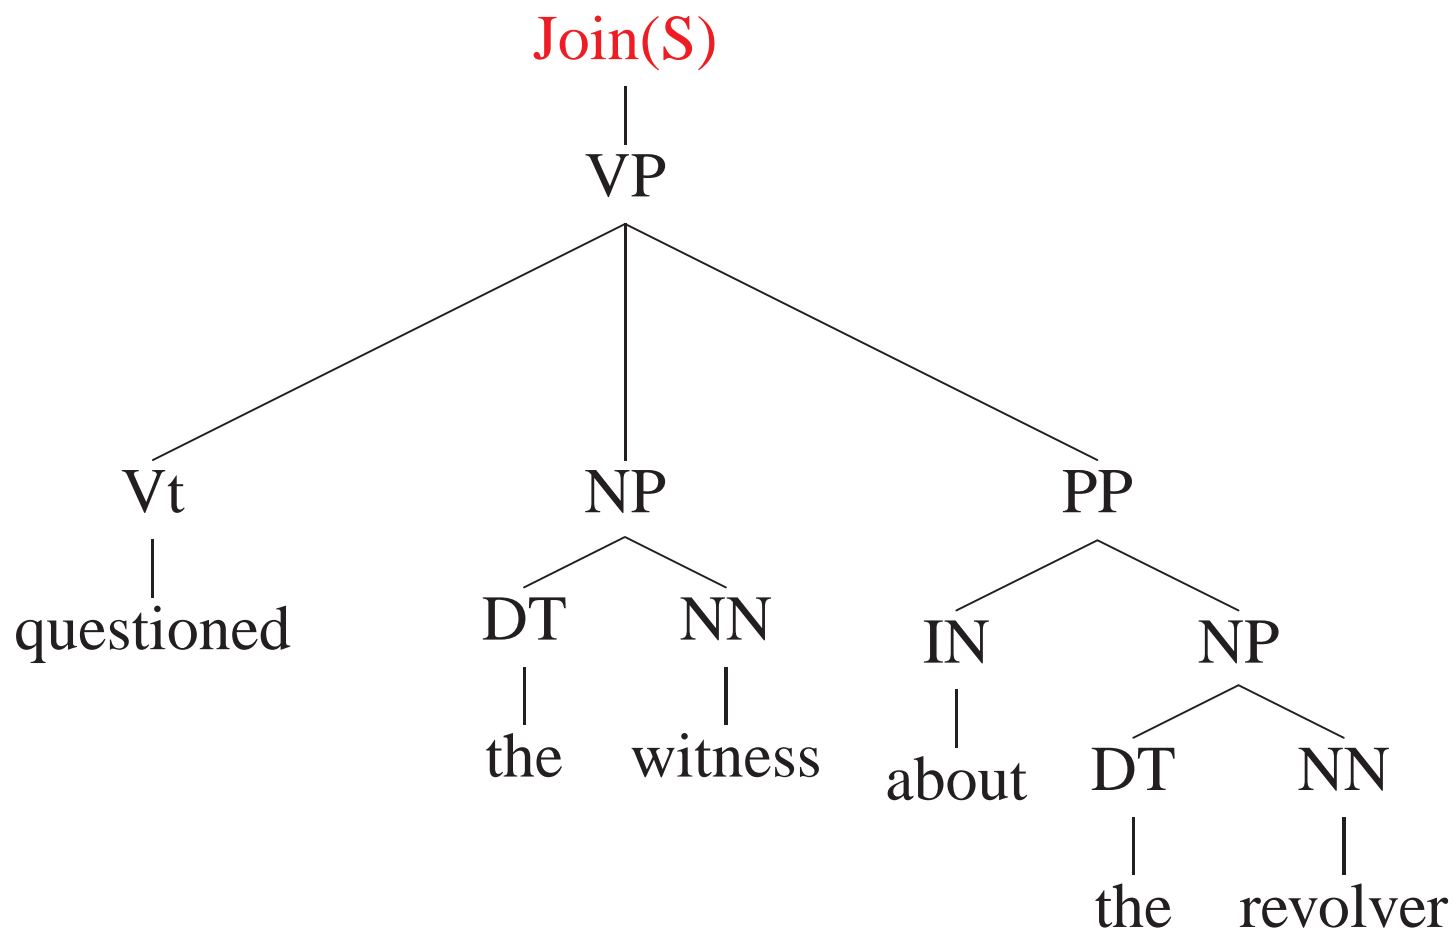 Join(S)
VP
Vt NP PP
DT NN IN NP
questioned
the witness about DT NN
the revolver